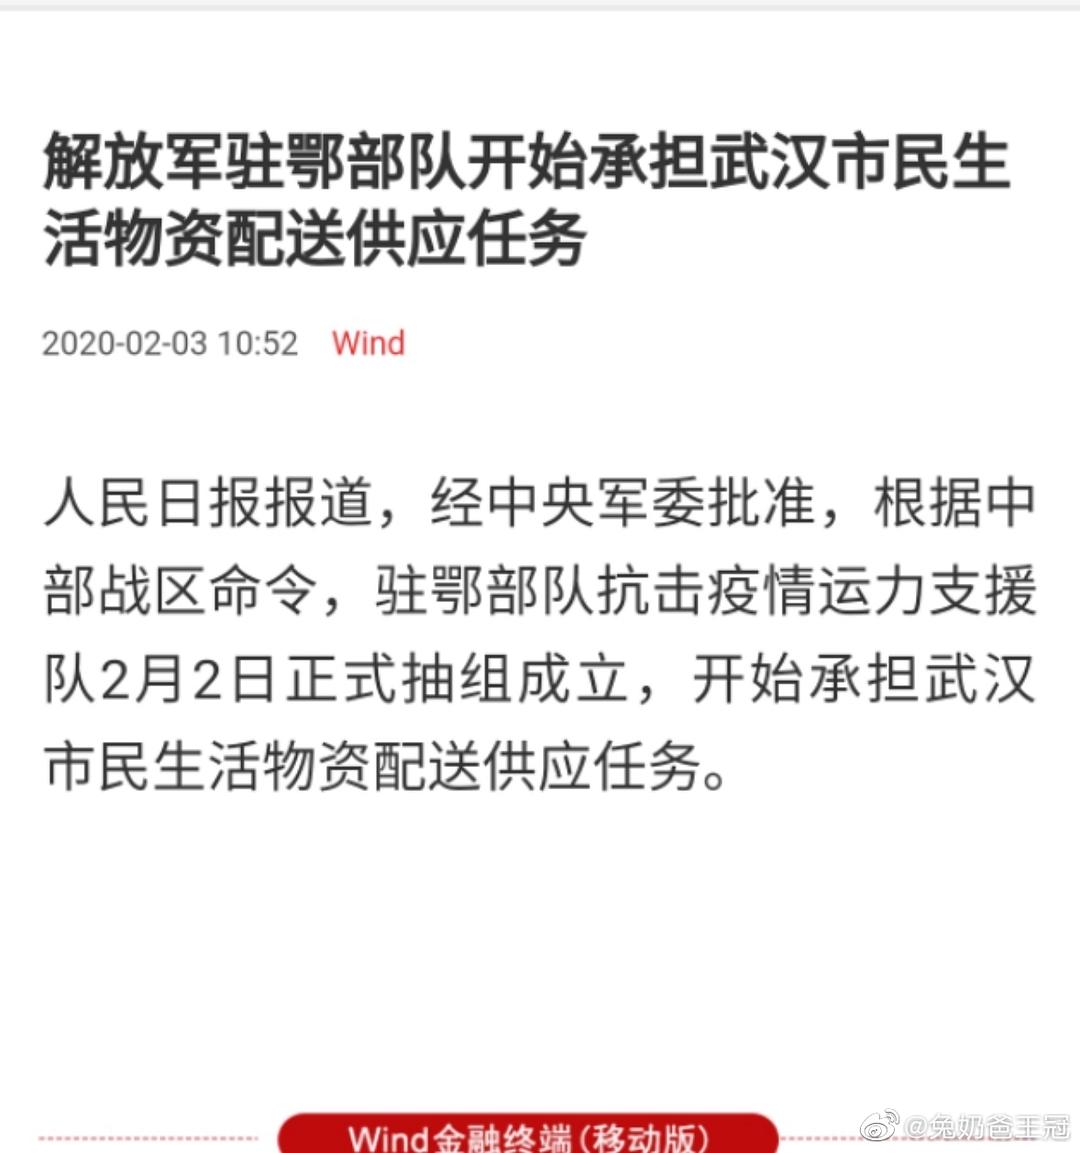 解放军驻鄂部队开始承担武汉市民生
活物资配送供应任务
2020-02-03 10:52 Wind
人民日报报道，经中央军委批准，根据中
部战区命令，驻鄂部队抗击疫情运力支援
队2月2日正式抽组成立，开始承担武汉
市民生活物资配送供应任务。
Wind金融终端(移动版)
@兔奶爸王冠